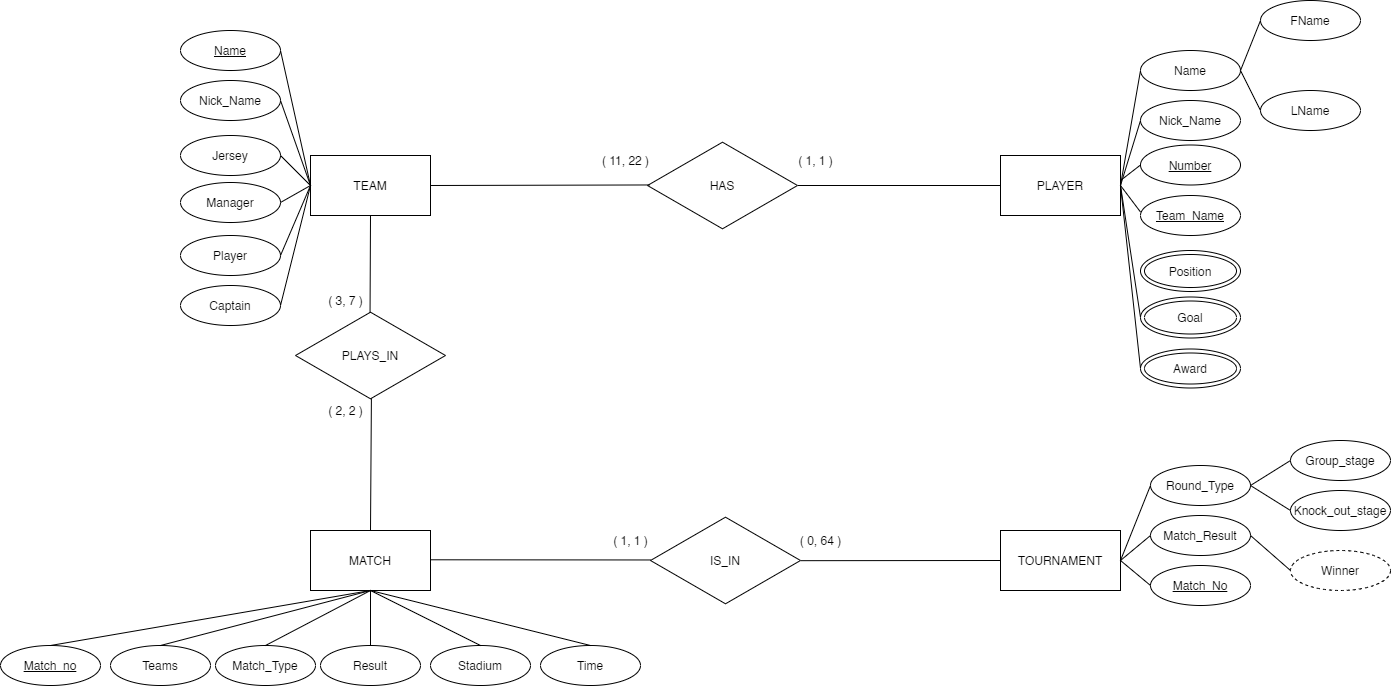 FName
Name
Name
Nick_Name
LName
Nick_Name
Jersey
( 11, 22 )
( 1, 1 )
Number
TEAM
HAS
PLAYER
Manager
Team_Name
Player
Position
Captain
( 3, 7 )
Goal
PLAYS_IN
Award
( 2, 2 )
Group_stage
Round_Type
Knock_out_stage
Match_Result
( 1, 1 )
( 0, 64 )
MATCH
IS_IN
TOURNAMENT
Winner
Match_No
Match_no
Teams
Match_Type
Result
Stadium
Time